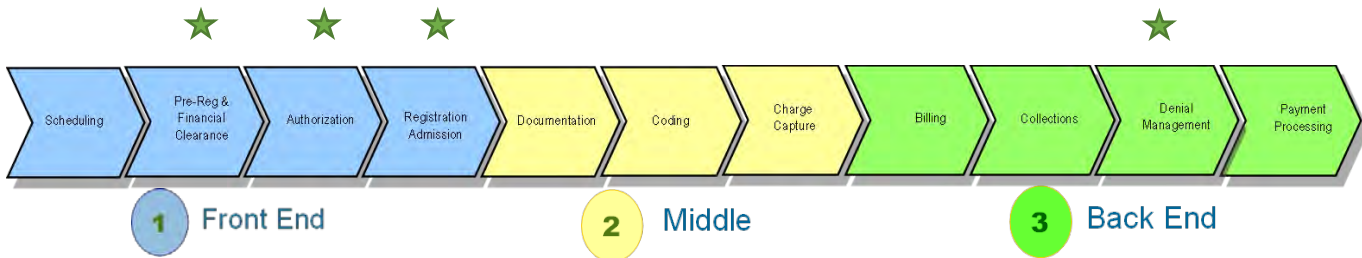 Scheduling
Pre-Reg &
Financial
Clearance
Authorization
Registration
Admission
Documentation
Coding
Charge
Capture
Billing
Collections
Denial
Management
Payment
Processing
1 Front End
2 Middle
3 Back End